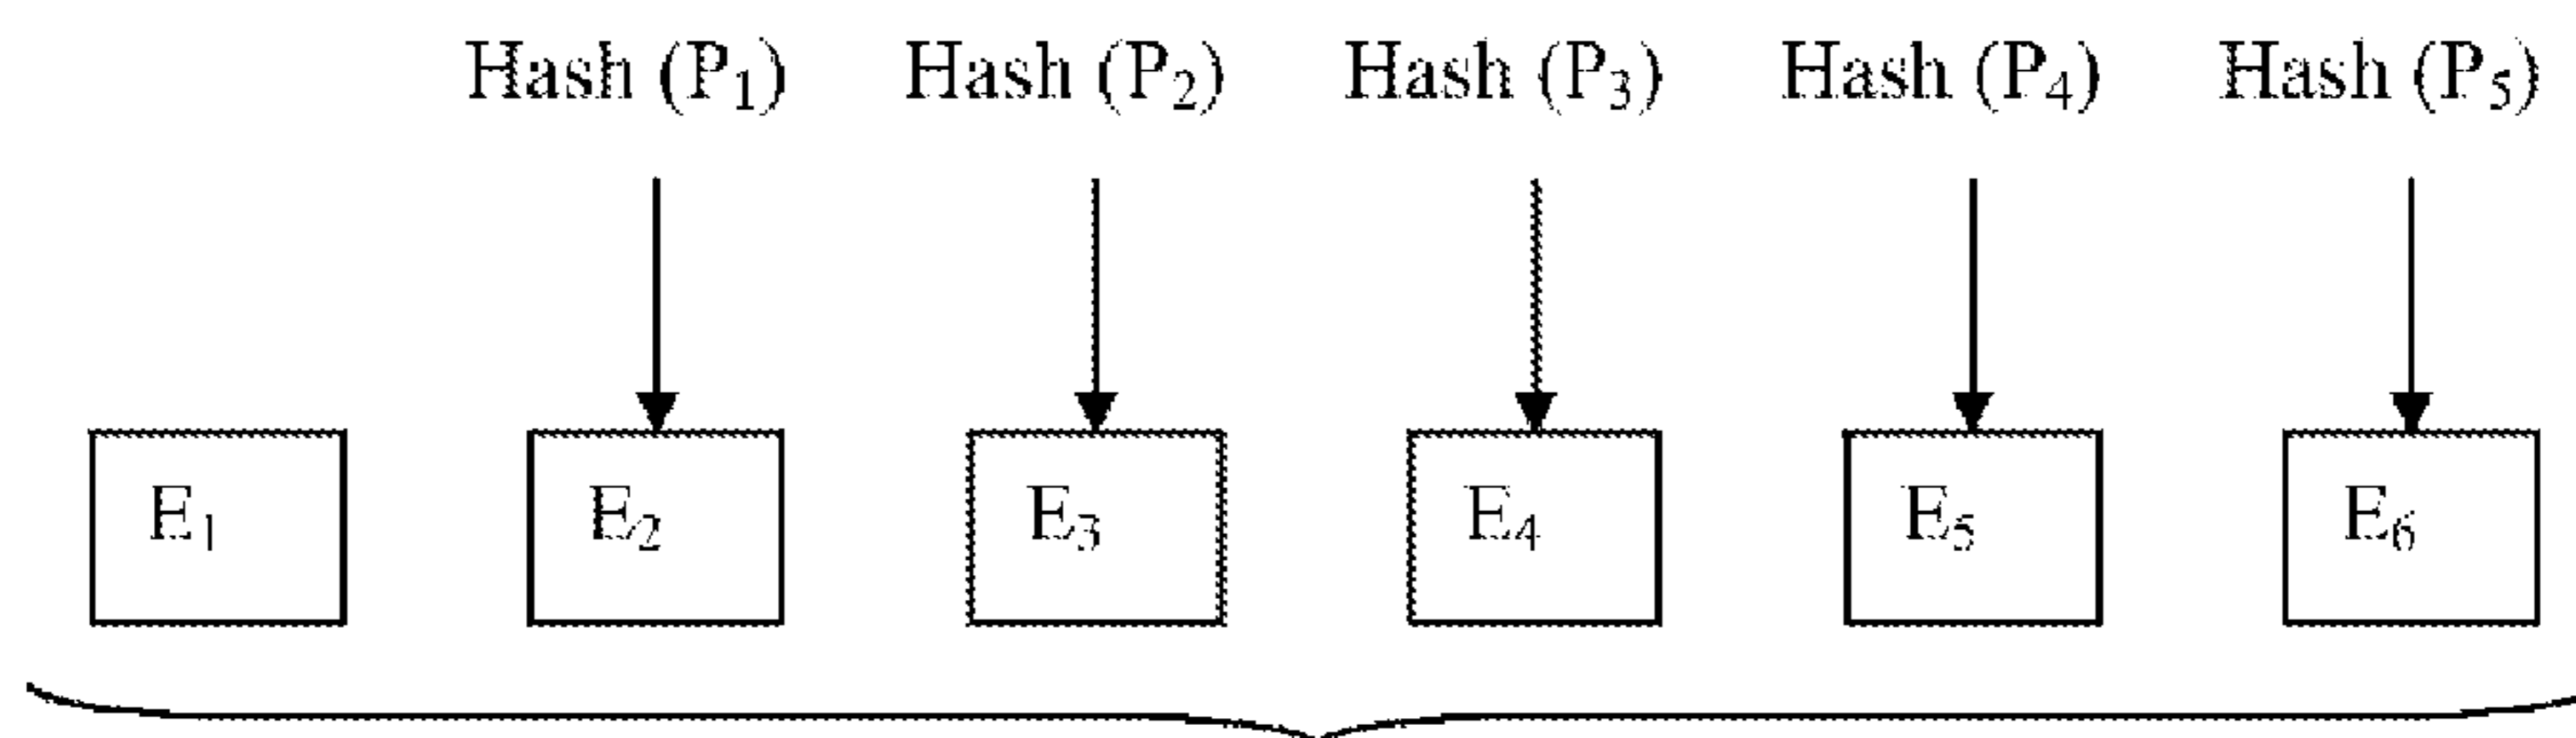 Hash (P₁) Hash (P₂) Hash (P₃) Hash (P₄) Hash (P₅)
E₁ E₂ E₃ E₄ E₅ E₆